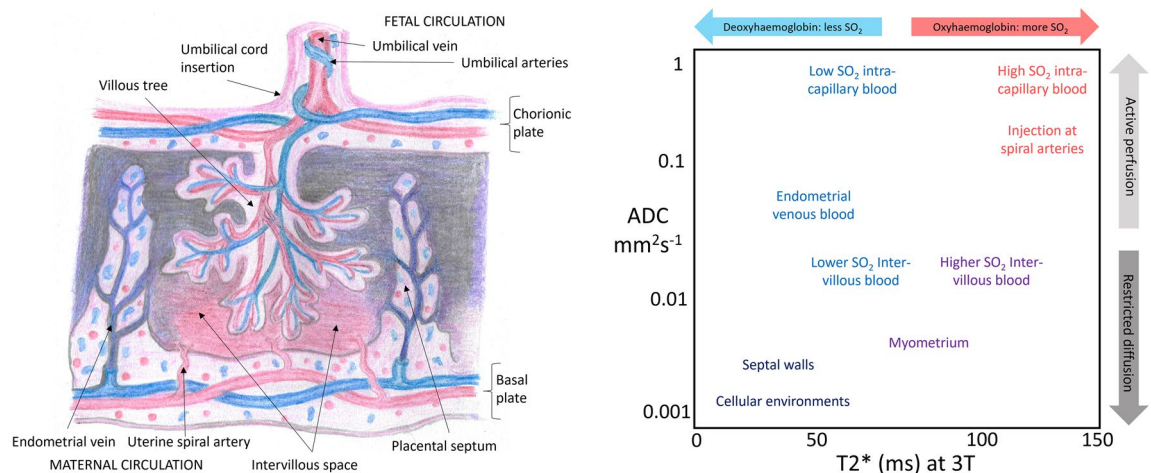 FETAL CIRCULATION
Umbilical vein
Umbilical cord
insertion
Umbilical arteries
Villous tree
Chorionic
plate
Basal
plate
Endometrial vein
Uterine spiral artery
Placental septum
MATERNAL CIRCULATION
Intervillous space
Deoxyhaemoglobin: less SO₂
Oxyhaemoglobin: more SO₂
1
0.1
ADC
mm²s⁻¹
0.01
0.001
Low SO₂ intra-
capillary blood
High SO₂ intra-
capillary blood
Injection at
spiral arteries
Endometrial
venous blood
Lower SO₂ Inter-
villous blood
Higher SO₂ Inter-
villous blood
Myometrium
Septal walls
Cellular environments
Active perfusion
Restricted diffusion
0
50
100
150
T2* (ms) at 3T